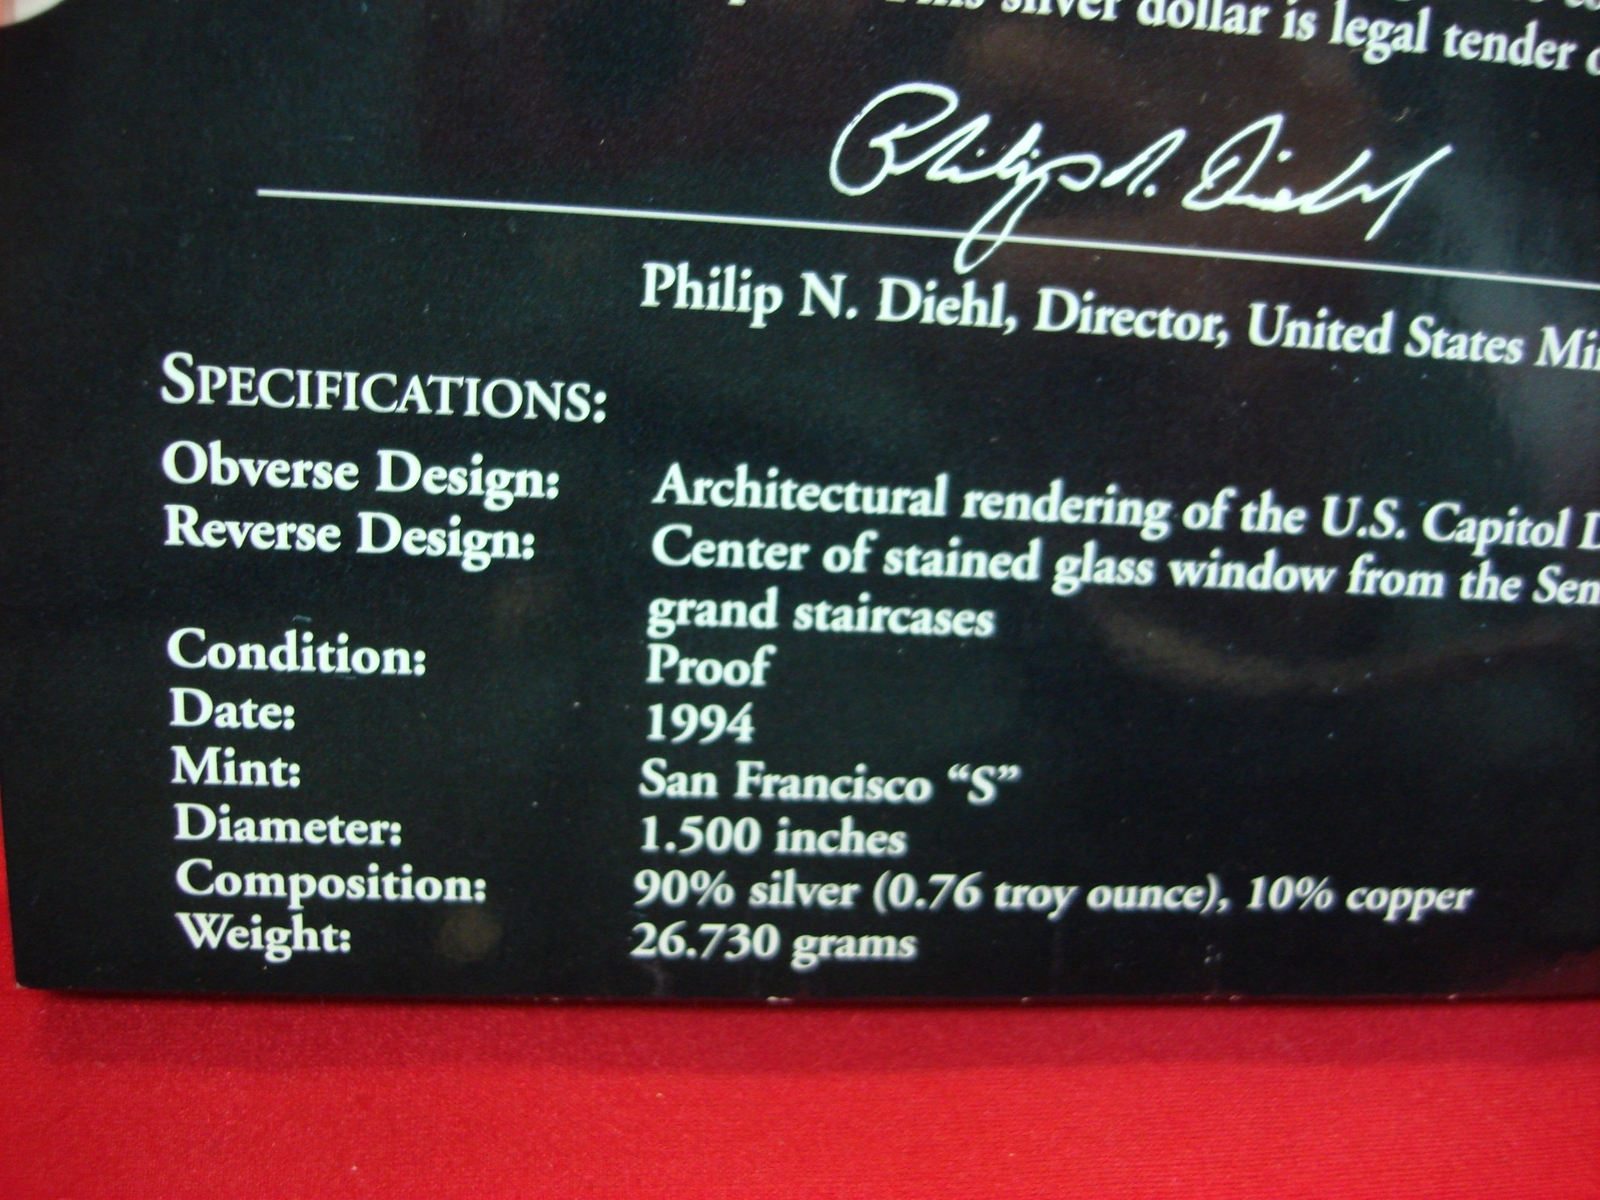 silver dollar is legal tender
Philip N. Diehl
Philip N. Diehl, Director, United States
SPECIFICATIONS:
Obverse Design: Architectural rendering of the U.S. Capitol
Reverse Design: Center of stained glass window from the
grand staircases
Condition: Proof
Date: 1994
Mint: San Francisco “S”
Diameter: 1.500 inches
Composition: 90% silver (0.76 troy ounce), 10% copper
Weight: 26.730 grams